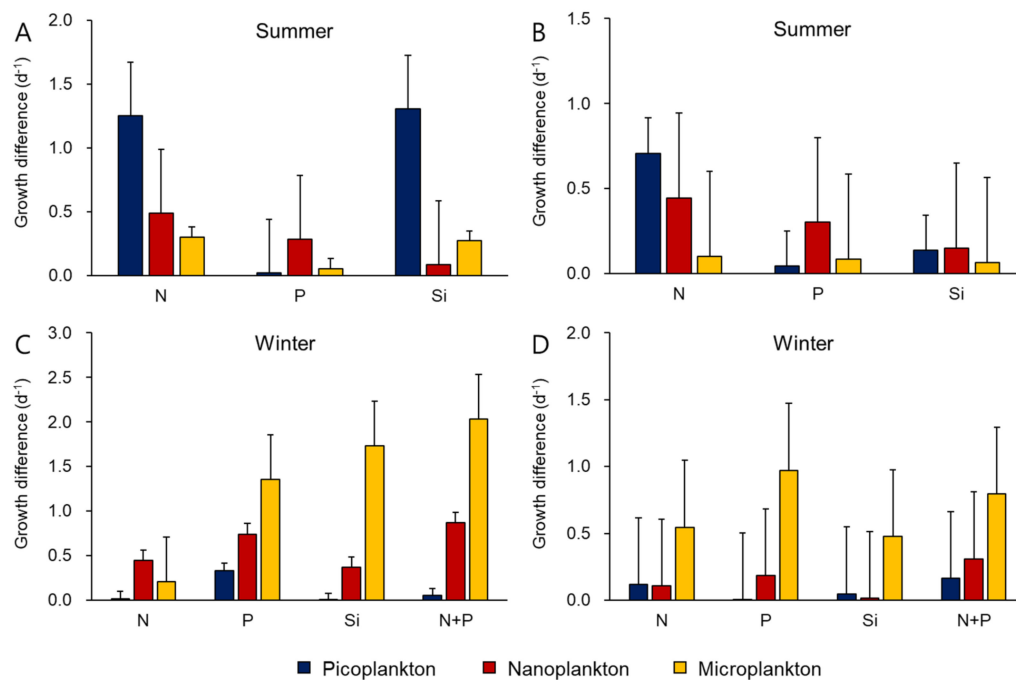 A
Summer
Growth difference (d⁻¹)
2.0
1.5
1.0
0.5
0.0
N P Si
B
Summer
Growth difference (d⁻¹)
1.5
1.0
0.5
0.0
N P Si
C
Winter
Growth difference (d⁻¹)
3.0
2.5
2.0
1.5
1.0
0.5
0.0
N P Si N+P
D
Winter
Growth difference (d⁻¹)
2.0
1.5
1.0
0.5
0.0
N P Si N+P
Picoplankton Nanoplankton Microplankton